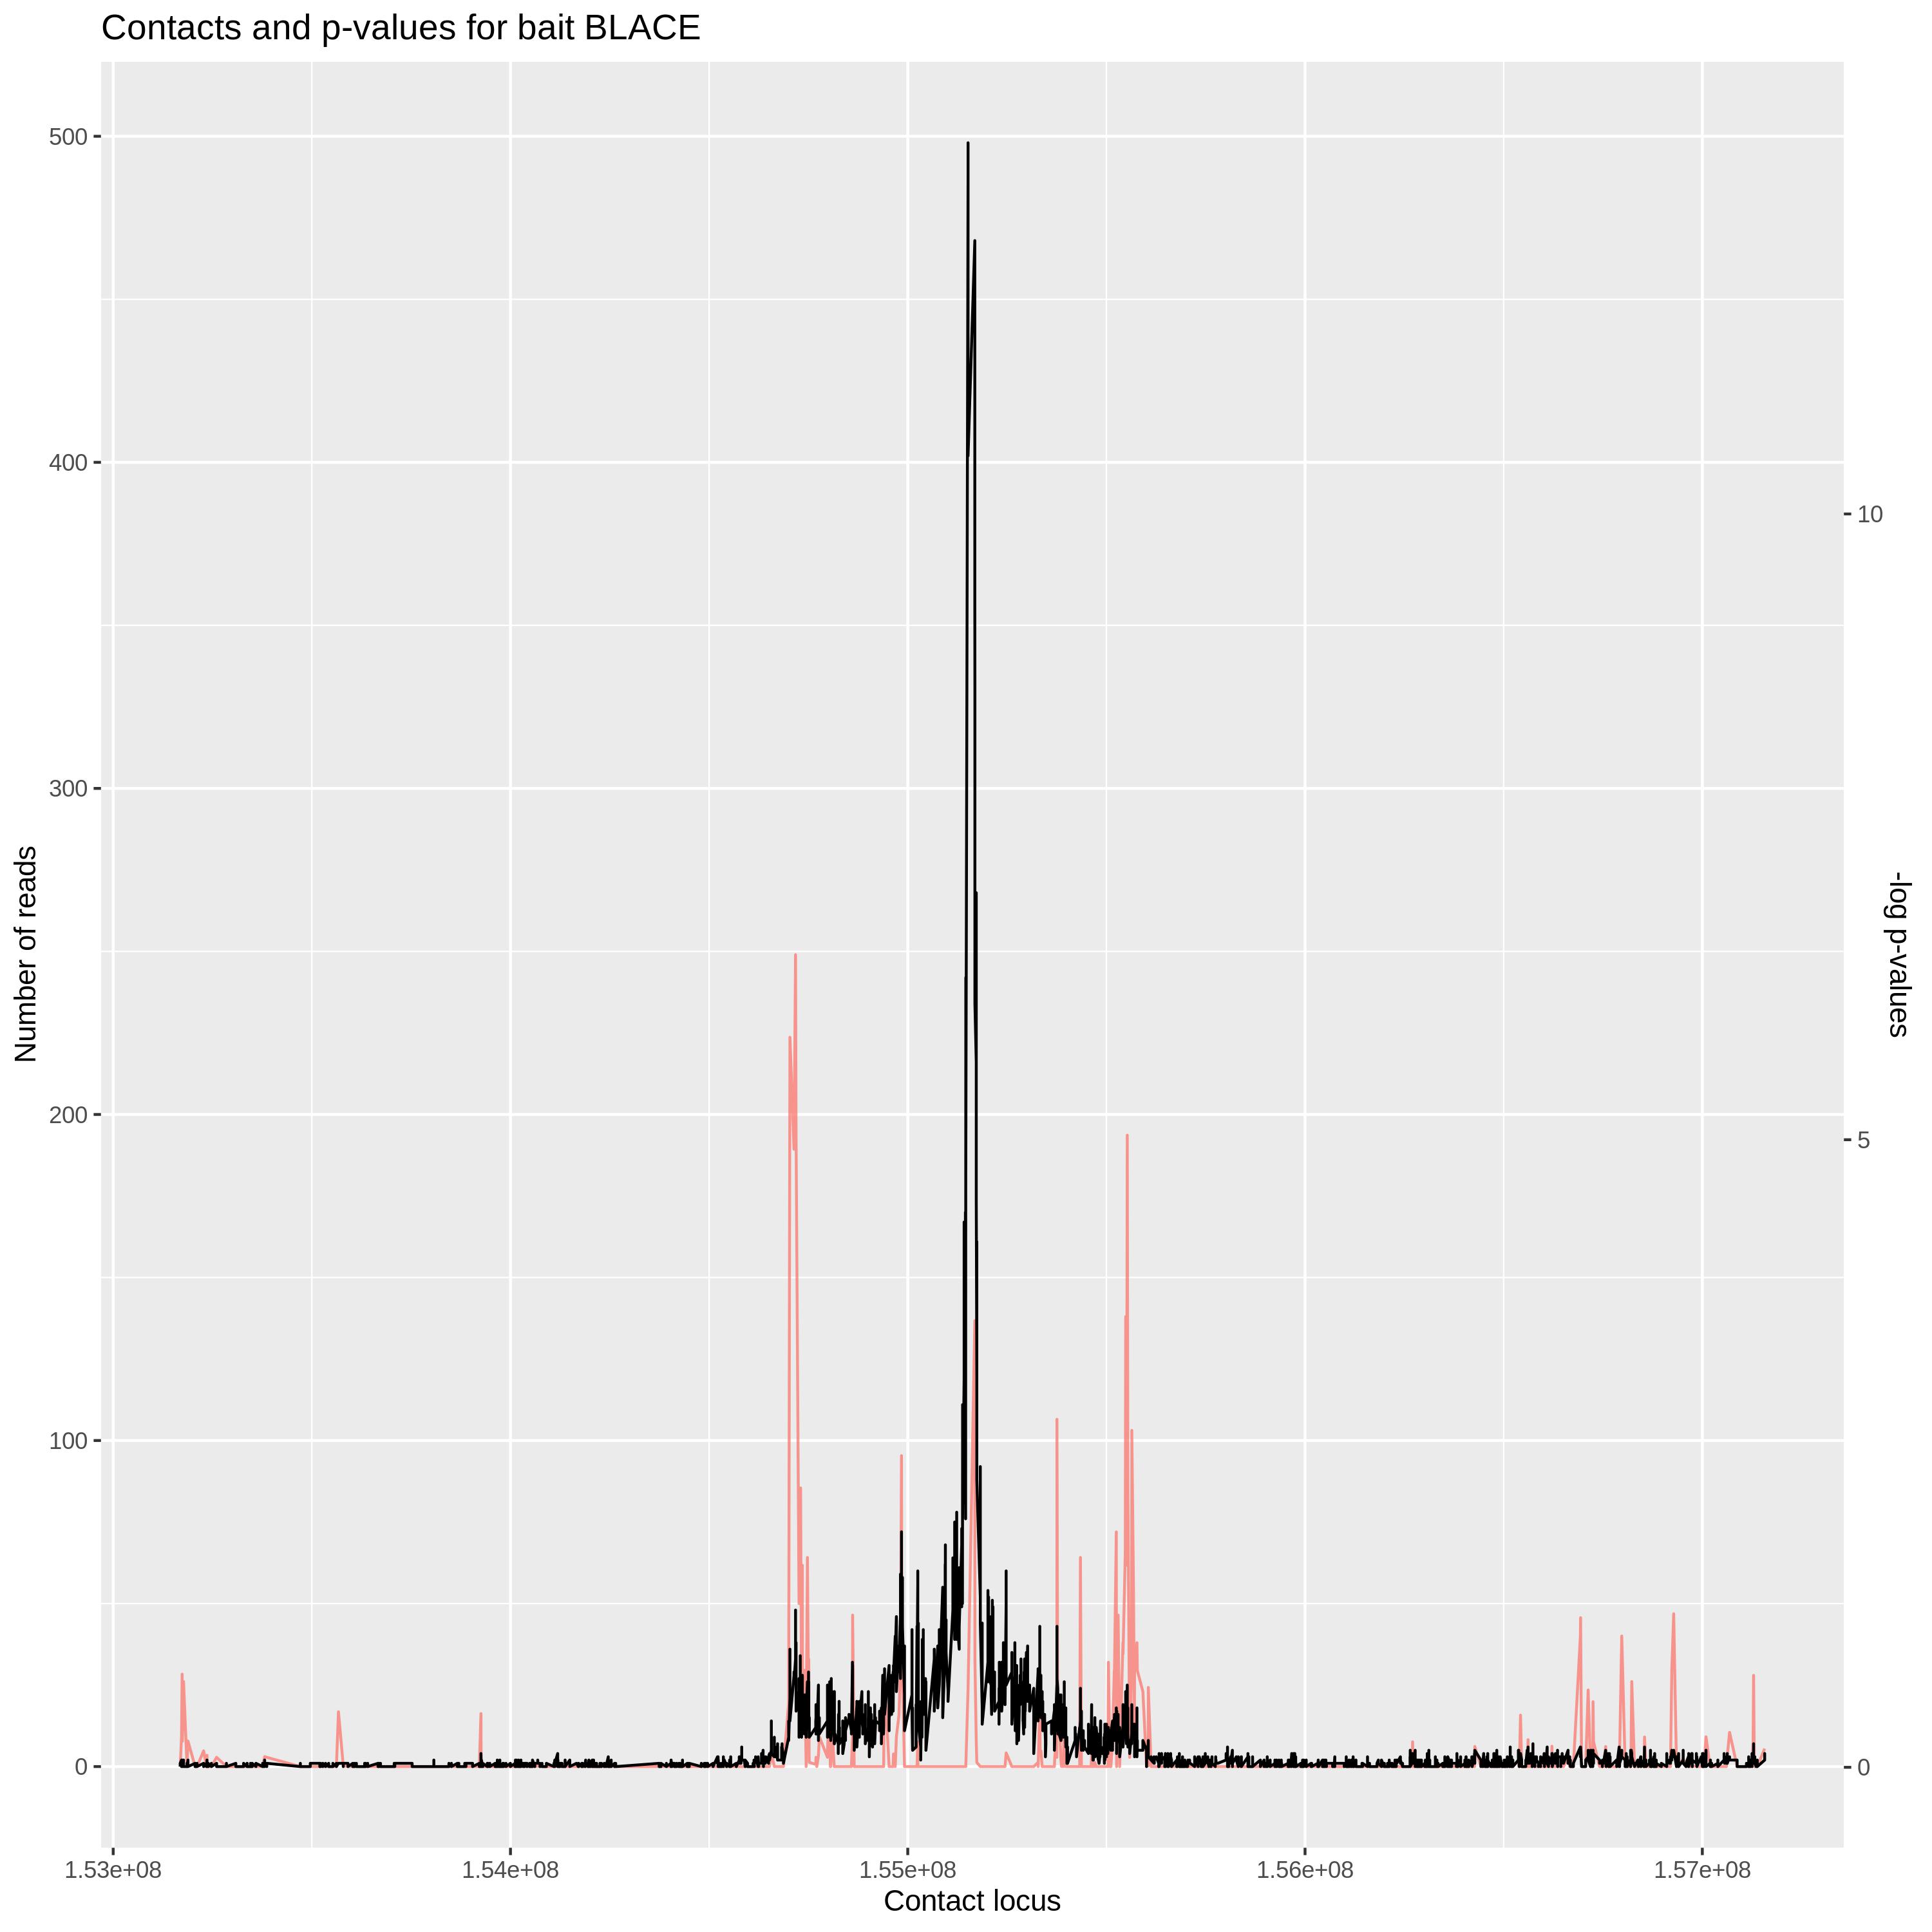 Contacts and p-values for bait BLACE
500
400
300
200
100
0
Number of reads
10
5
0
-log p-values
1.53e+08
1.54e+08
1.55e+08
1.56e+08
1.57e+08
Contact locus